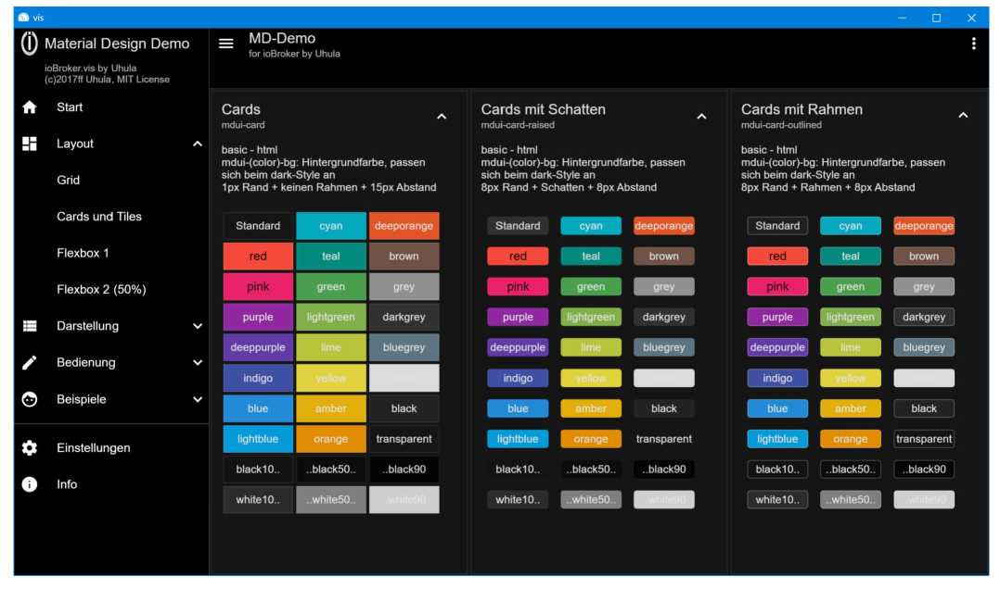 vis
Material Design Demo
ioBroker.vis by Uhula
(c)2017ff Uhula, MIT License
Start
Layout
Grid
Cards und Tiles
Flexbox 1
Flexbox 2 (50%)
Darstellung
Bedienung
Beispiele
Einstellungen
Info
MD-Demo
for ioBroker by Uhula
Cards
mdui-card
basic - html
mdui-(color)-bg: Hintergrundfarbe, passen
sich beim dark-Style an
1px Rand + keinen Rahmen + 15px Abstand
Standard cyan deeporange
red teal brown
pink green grey
purple lightgreen darkgrey
deeppurple lime bluegrey
indigo yellow
blue amber black
lightblue orange transparent
black10.. ..black50.. ..black90
white10.. ..white50.. ..white90
Cards mit Schatten
mdui-card-raised
basic - html
mdui-(color)-bg: Hintergrundfarbe, passen
sich beim dark-Style an
8px Rand + Schatten + 8px Abstand
Standard cyan deeporange
red teal brown
pink green grey
purple lightgreen darkgrey
deeppurple lime bluegrey
indigo yellow
blue amber black
lightblue orange transparent
black10.. ..black50.. ..black90
white10.. ..white50.. ..white90
Cards mit Rahmen
mdui-card-outlined
basic - html
mdui-(color)-bg: Hintergrundfarbe, passen
sich beim dark-Style an
8px Rand + Rahmen + 8px Abstand
Standard cyan deeporange
red teal brown
pink green grey
purple lightgreen darkgrey
deeppurple lime bluegrey
indigo yellow
blue amber black
lightblue orange transparent
black10.. ..black50.. ..black90
white10.. ..white50.. ..white90